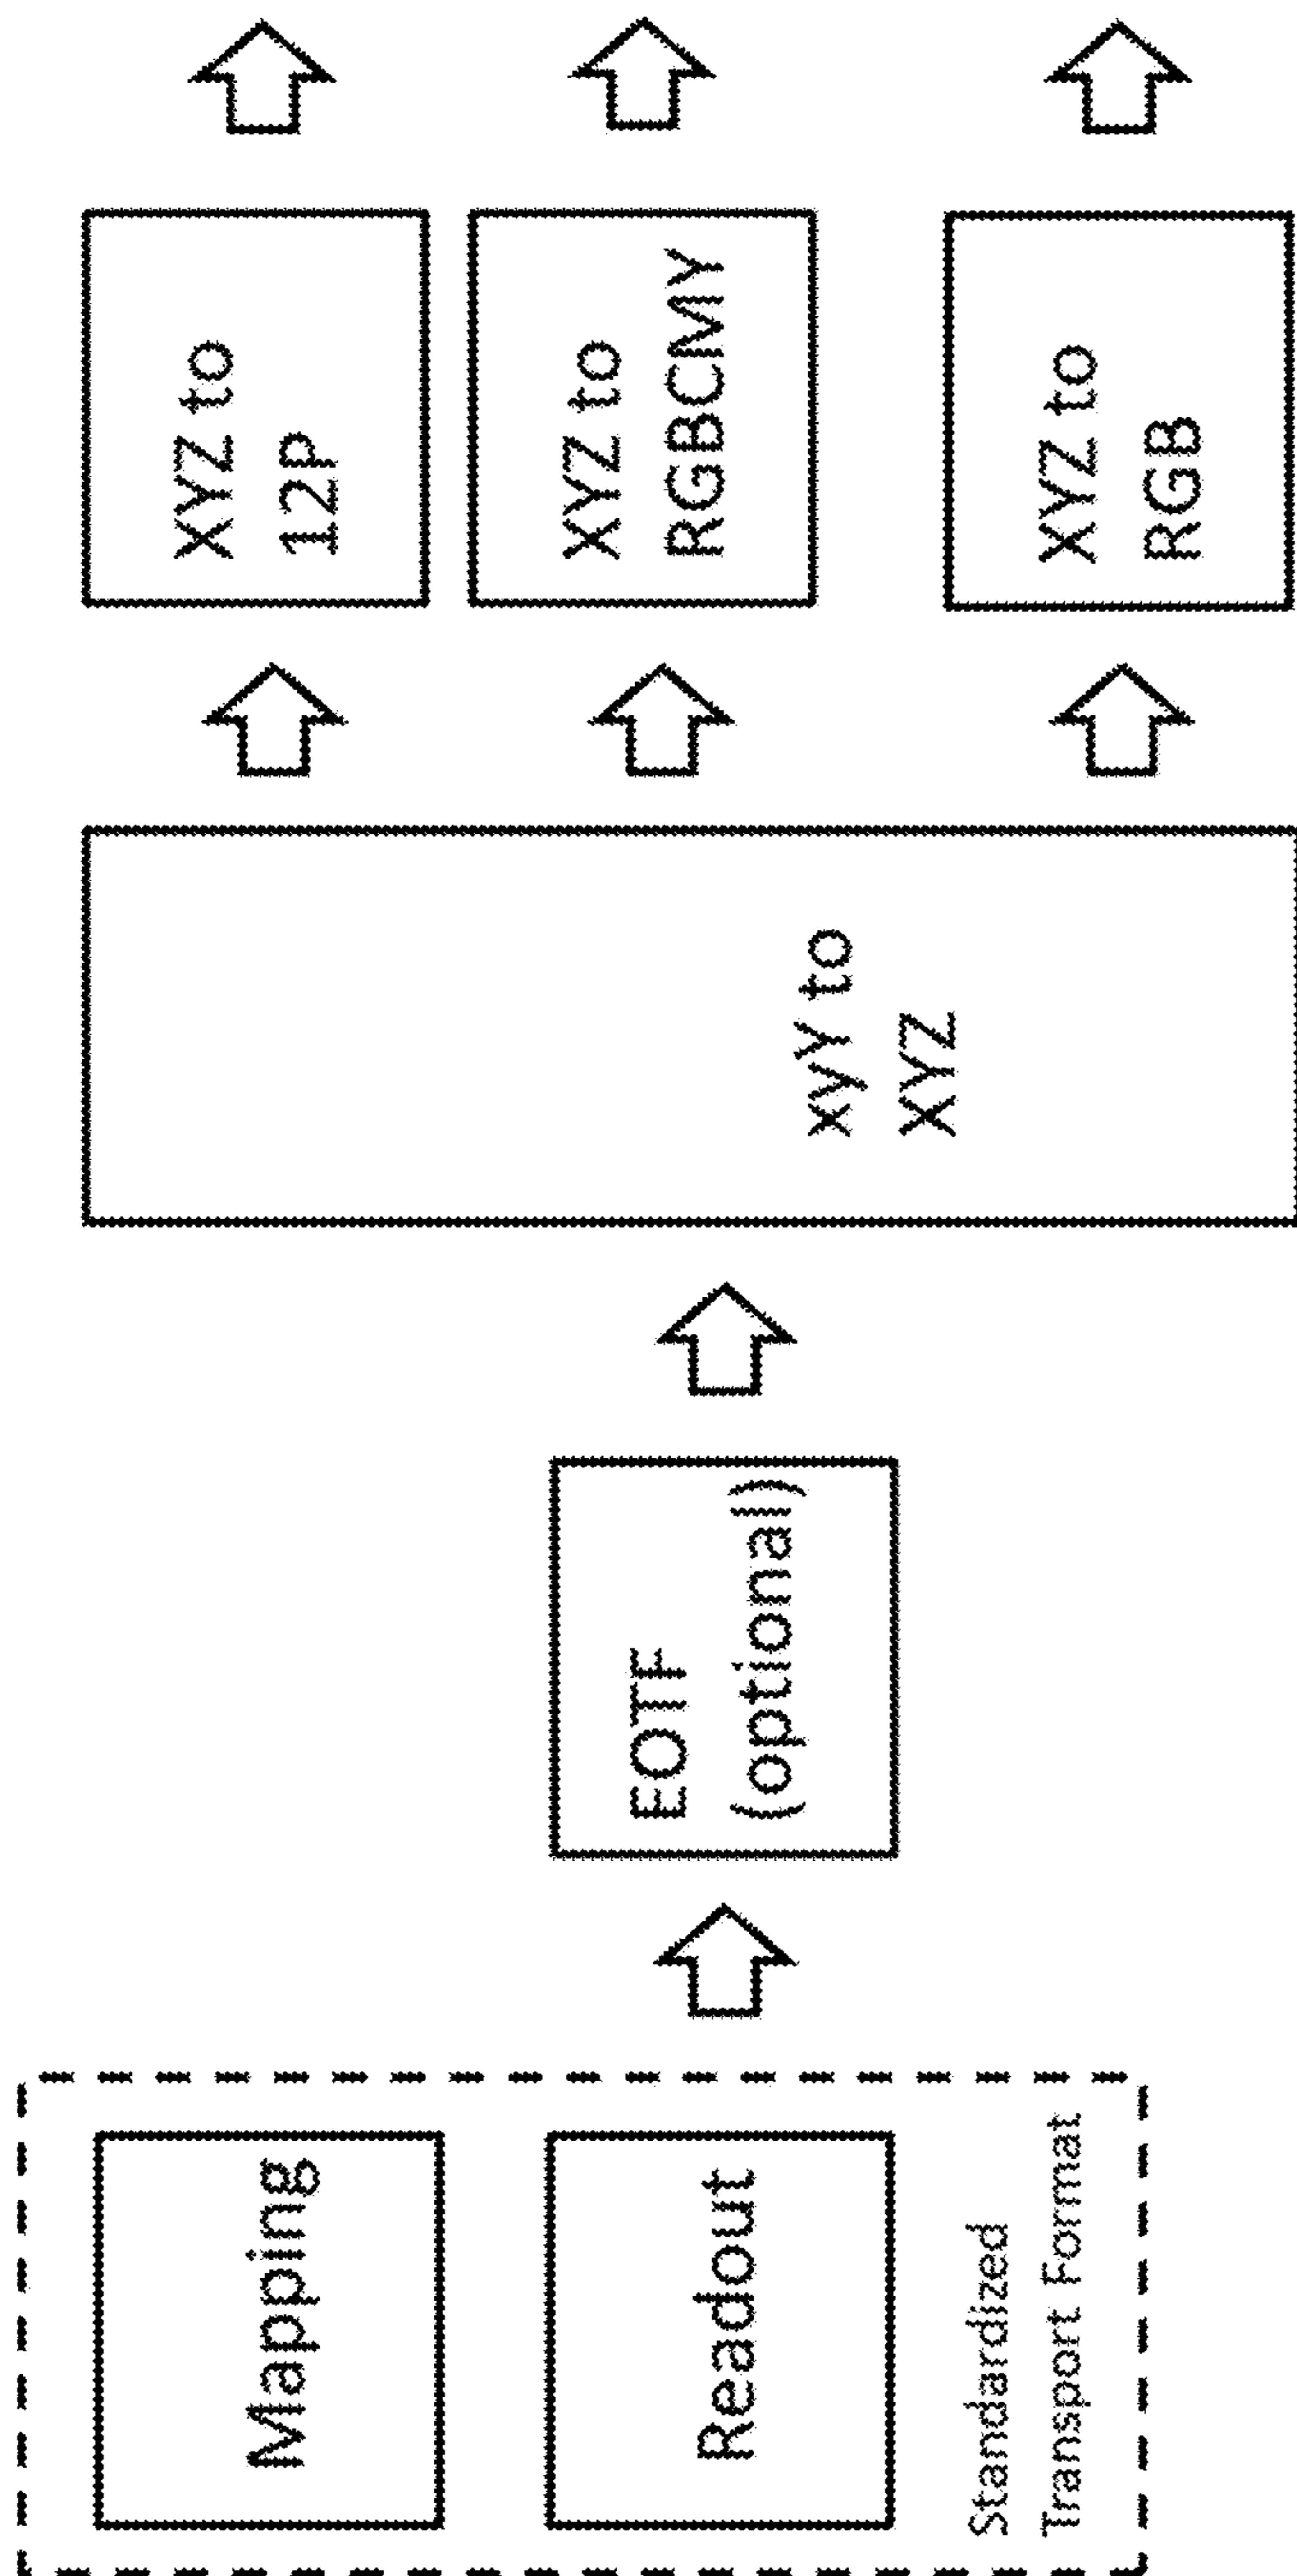 Mapping
Readout
Standardized
Transport Format
EOTF
(optional)
xyY to
XYZ
XYZ to
12P
XYZ to
RGBCMY
XYZ to
RGB